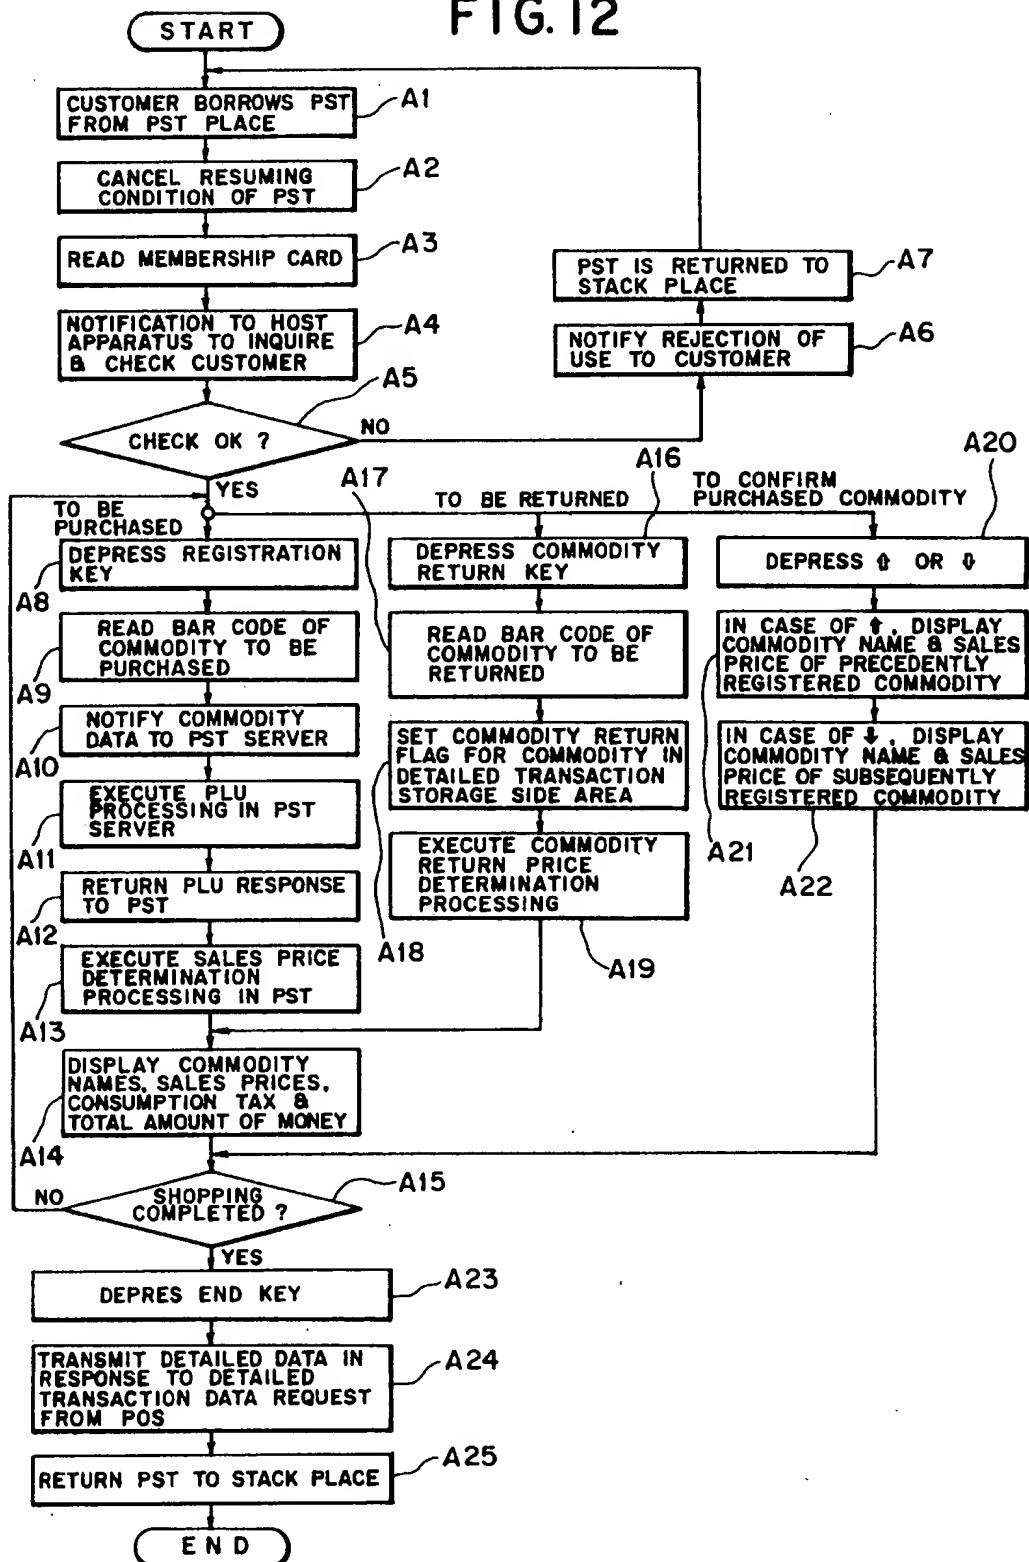 FIG. 12
START
CUSTOMER BORROWS PST
FROM PST PLACE
A1
CANCEL RESUMING
CONDITION OF PST
A2
READ MEMBERSHIP CARD
A3
NOTIFICATION TO HOST
APPARATUS TO INQUIRE
& CHECK CUSTOMER
A4
PST IS RETURNED TO
STACK PLACE
A7
NOTIFY REJECTION OF
USE TO CUSTOMER
A6
CHECK OK ?
A5
NO
YES
TO BE
PURCHASED
DEPRESS REGISTRATION
KEY
A8
READ BAR CODE OF
COMMODITY TO BE
PURCHASED
A9
NOTIFY COMMODITY
DATA TO PST SERVER
A10
EXECUTE PLU
PROCESSING IN PST
SERVER
A11
RETURN PLU RESPONSE
TO PST
A12
EXECUTE SALES PRICE
DETERMINATION
PROCESSING IN PST
A13
DISPLAY COMMODITY
NAMES, SALES PRICES,
CONSUMPTION TAX &
TOTAL AMOUNT OF MONEY
A14
TO BE RETURNED
A16
DEPRESS COMMODITY
RETURN KEY
A17
READ BAR CODE OF
COMMODITY TO BE
RETURNED
SET COMMODITY RETURN
FLAG FOR COMMODITY IN
DETAILED TRANSACTION
STORAGE SIDE AREA
A18
EXECUTE COMMODITY
RETURN PRICE
DETERMINATION
PROCESSING
A19
TO CONFIRM
PURCHASED COMMODITY
A20
DEPRESS ⇧ OR ⇩
IN CASE OF ⬆, DISPLAY
COMMODITY NAME & SALES
PRICE OF PRECEDENTLY
REGISTERED COMMODITY
A21
IN CASE OF ⬇, DISPLAY
COMMODITY NAME & SALES
PRICE OF SUBSEQUENTLY
REGISTERED COMMODITY
A22
SHOPPING
COMPLETED ?
A15
NO
YES
DEPRES END KEY
A23
TRANSMIT DETAILED DATA IN
RESPONSE TO DETAILED
TRANSACTION DATA REQUEST
FROM POS
A24
RETURN PST TO STACK PLACE
A25
END